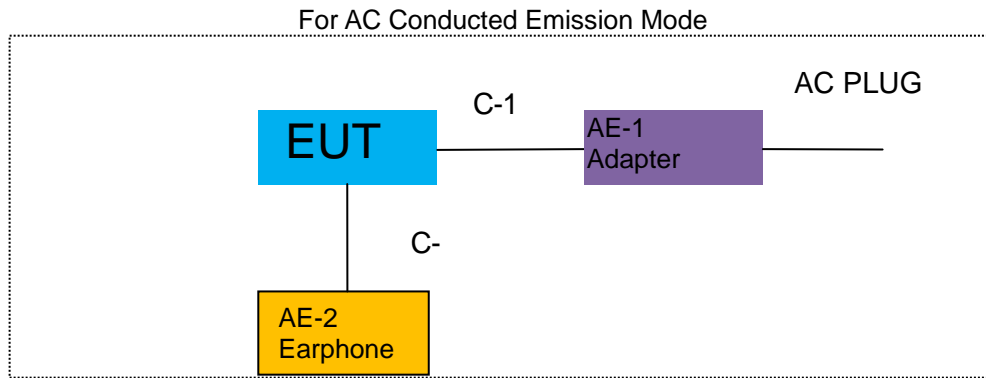 For AC Conducted Emission Mode
AC PLUG
C-1
EUT
AE-1
Adapter
C-
AE-2
Earphone